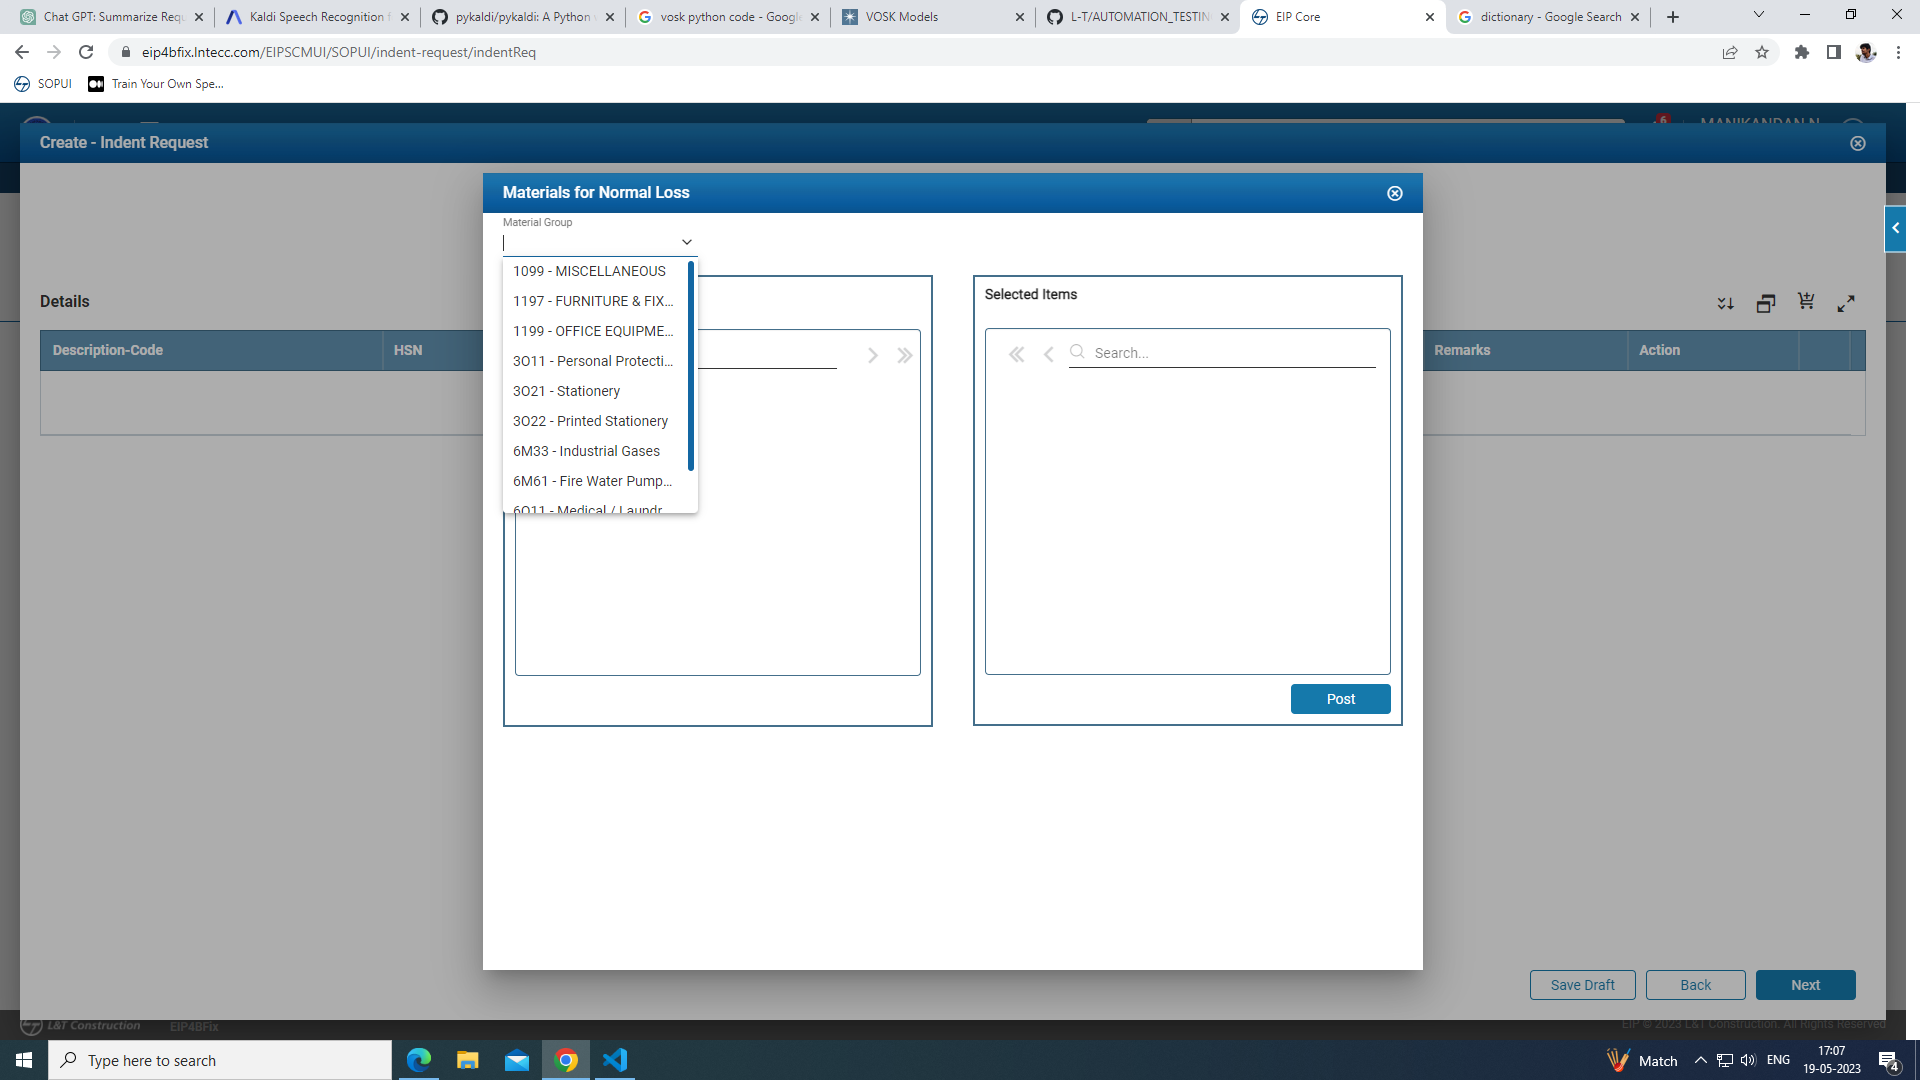 Chat GPT: Summarize Requ
Kaldi Speech Recognition f
pykaldi/pykaldi: A Python
vosk python code - Google
VOSK Models
L-T/AUTOMATION_TESTIN
EIP Core
dictionary - Google Search
eip4bfix.lntecc.com/EIPSCMUI/SOPUI/indent-request/indentReq
SOPUI
Train Your Own Spe...
6
MANIKANDAN N
Create - Indent Request
Materials for Normal Loss
Material Group
1099 - MISCELLANEOUS
1197 - FURNITURE & FIX...
1199 - OFFICE EQUIPME...
3O11 - Personal Protecti...
3O21 - Stationery
3O22 - Printed Stationery
6M33 - Industrial Gases
6M61 - Fire Water Pump...
6O11 - Medical / Laundr
Selected Items
Search...
Post
Details
Description-Code
HSN
Remarks
Action
Save Draft
Back
Next
L&T Construction
EIP4BFix
EIP © 2023 L&T Construction. All Rights Reserved
Type here to search
Match
ENG
17:07
19-05-2023
4